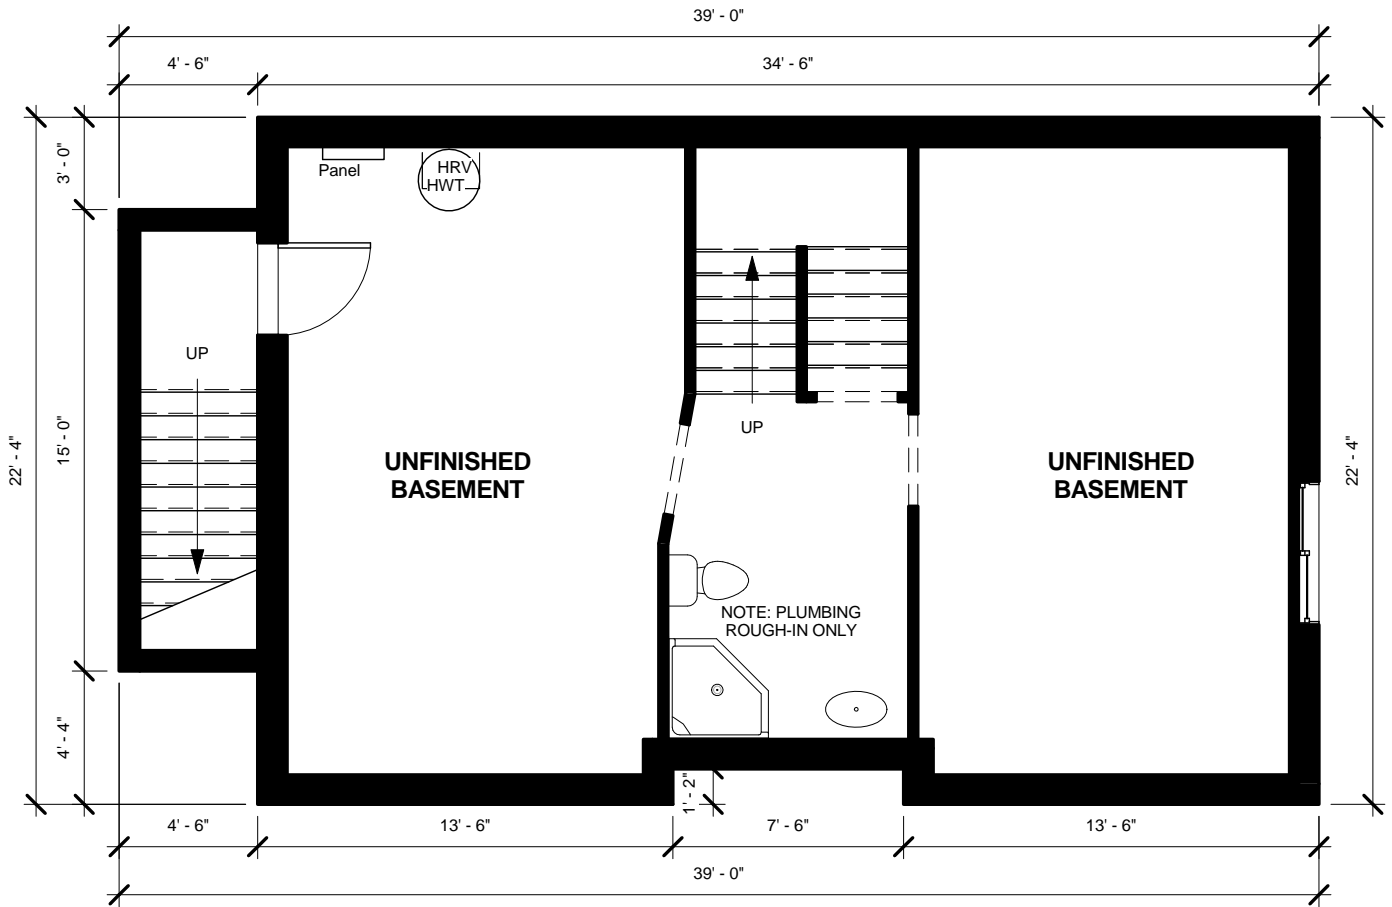 39' - 0"
4' - 6"
34' - 6"
3' - 0"
15' - 0"
22' - 4"
4' - 4"
Panel
HRV
HWT
UP
UP
UNFINISHED
BASEMENT
UNFINISHED
BASEMENT
22' - 4"
NOTE: PLUMBING
ROUGH-IN ONLY
1' - 2"
4' - 6"
13' - 6"
7' - 6"
13' - 6"
39' - 0"